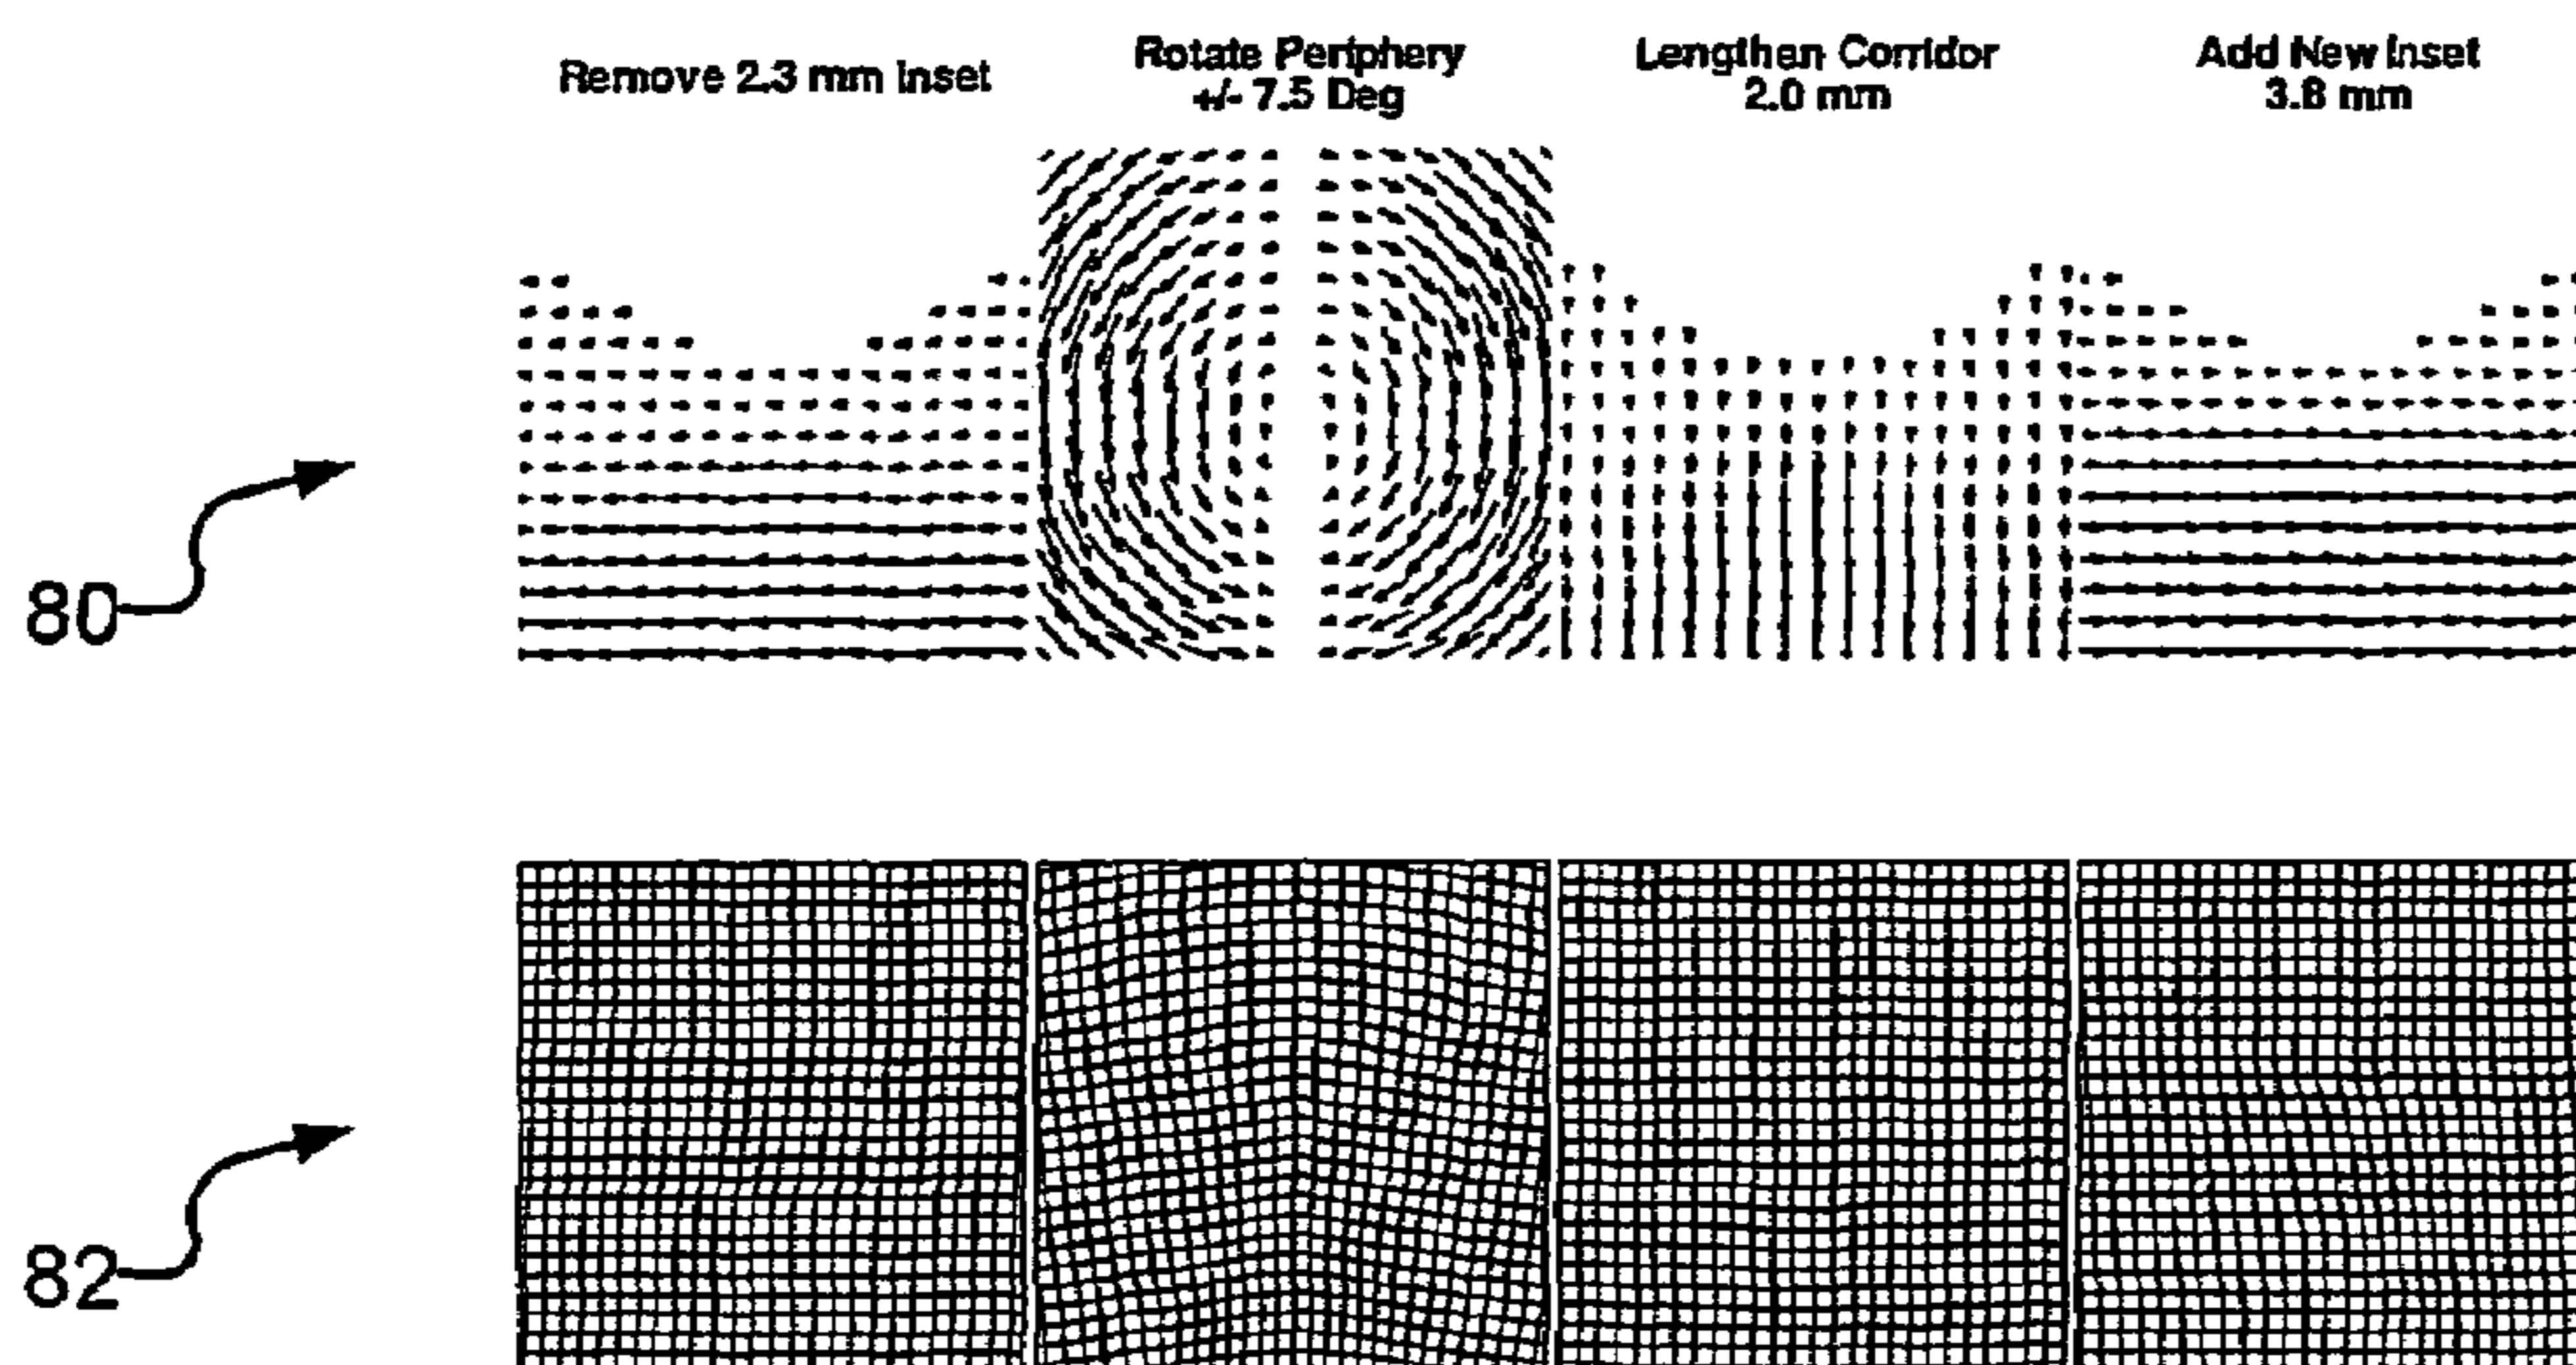 Remove 2.3 mm Inset
Rotate Periphery
+/- 7.5 Deg
Lengthen Corridor
2.0 mm
Add New Inset
3.8 mm
80
82